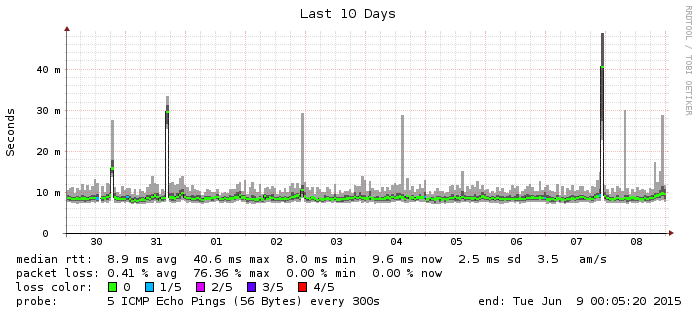 Last 10 Days
RRDTOOL / TOBI OETIKER
Seconds
40 m
30 m
20 m
10 m
0
30 31 01 02 03 04 05 06 07 08
median rtt: 8.9 ms avg 40.6 ms max 8.0 ms min 9.6 ms now 2.5 ms sd 3.5 am/s
packet loss: 0.41 % avg 76.36 % max 0.00 % min 0.00 % now
loss color: 0 1/5 2/5 3/5 4/5
probe: 5 ICMP Echo Pings (56 Bytes) every 300s end: Tue Jun 9 00:05:20 2015